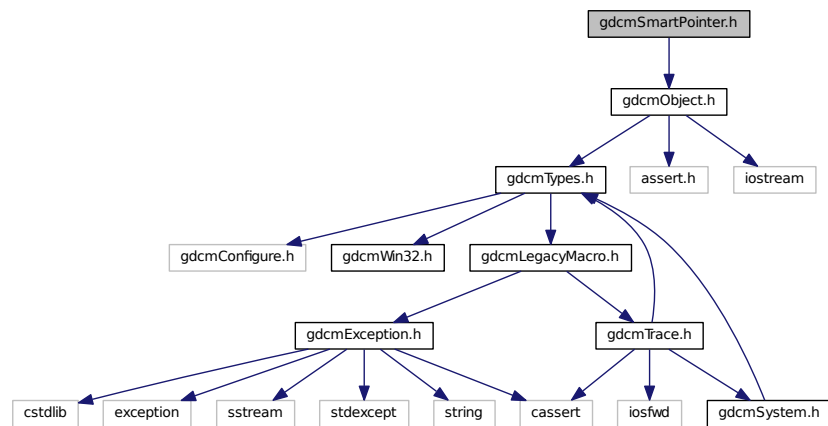 gdcmSmartPointer.h
gdcmObject.h
gdcmTypes.h
assert.h
iostream
gdcmConfigure.h
gdcmWin32.h
gdcmLegacyMacro.h
gdcmException.h
gdcmTrace.h
cstdlib
exception
sstream
stdexcept
string
cassert
iosfwd
gdcmSystem.h